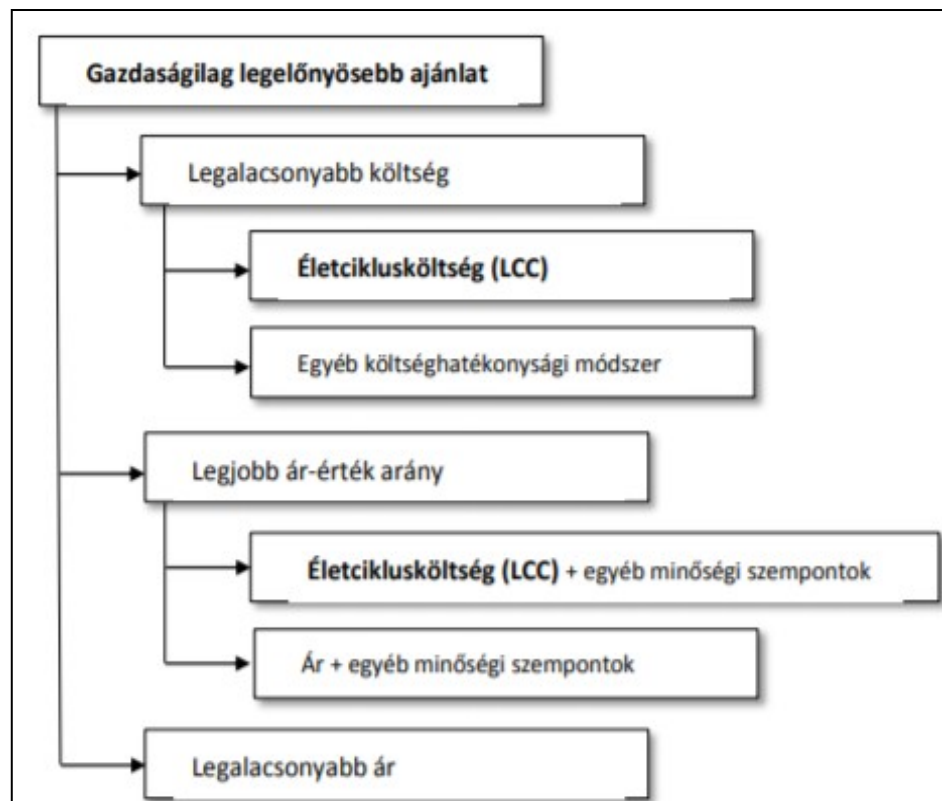 Gazdaságilag legelőnyösebb ajánlat
Legalacsonyabb költség
Életciklusköltség (LCC)
Egyéb költséghatékonysági módszer
Legjobb ár-érték arány
Életciklusköltség (LCC) + egyéb minőségi szempontok
Ár + egyéb minőségi szempontok
Legalacsonyabb ár